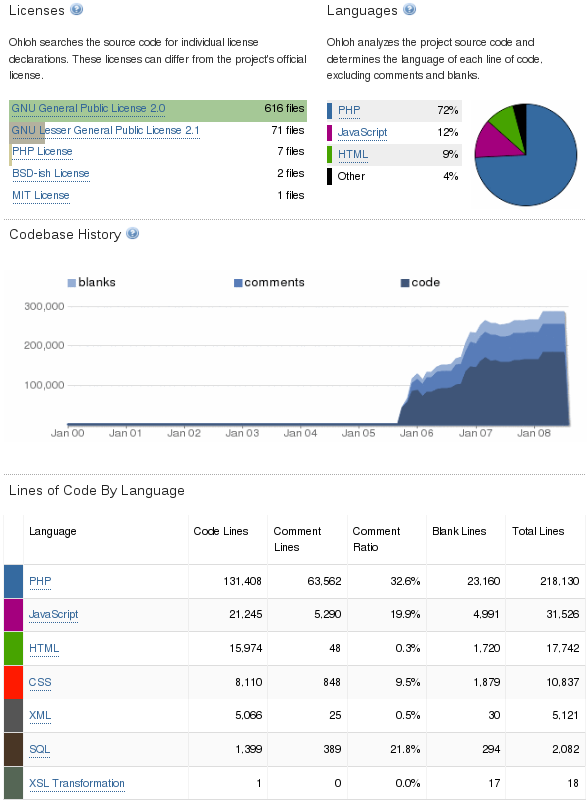 Licenses
Ohloh searches the source code for individual license
declarations. These licenses can differ from the project's official
license.
GNU General Public License 2.0 616 files
GNU Lesser General Public License 2.1 71 files
PHP License 7 files
BSD-ish License 2 files
MIT License 1 files
Languages
Ohloh analyzes the project source code and
determines the language of each line of code,
excluding comments and blanks.
PHP 72%
JavaScript 12%
HTML 9%
Other 4%
Codebase History
blanks comments code
300,000
200,000
100,000
Jan 00 Jan 01 Jan 02 Jan 03 Jan 04 Jan 05 Jan 06 Jan 07 Jan 08
Lines of Code By Language
Language Code Lines Comment Lines Comment Ratio Blank Lines Total Lines
PHP 131,408 63,562 32.6% 23,160 218,130
JavaScript 21,245 5,290 19.9% 4,991 31,526
HTML 15,974 48 0.3% 1,720 17,742
CSS 8,110 848 9.5% 1,879 10,837
XML 5,066 25 0.5% 30 5,121
SQL 1,399 389 21.8% 294 2,082
XSL Transformation 1 0 0.0% 17 18